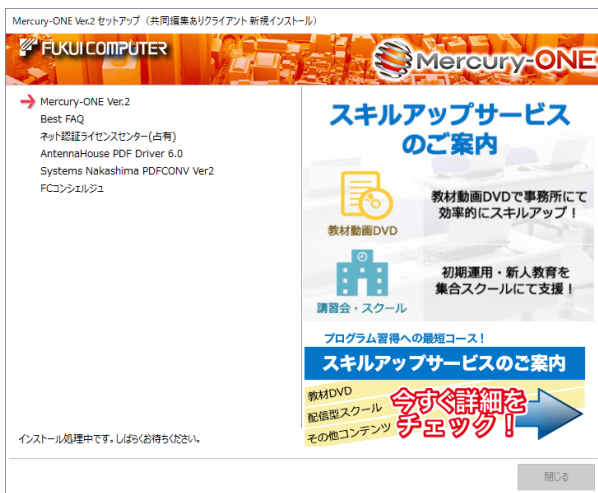 Mercury-ONE Ver.2 セットアップ（共同編集ありクライアント 新規インストール）
FUKUI COMPUTER
Mercury-ONE
Mercury-ONE Ver.2
Best FAQ
ネット認証ライセンスセンター(占有)
AntennaHouse PDF Driver 6.0
Systems Nakashima PDFCONV Ver2
FCコンシェルジュ
インストール処理中です。しばらくお待ちください。
スキルアップサービス
のご案内
教材動画DVD
教材動画DVDで事務所にて
効率的にスキルアップ！
講習会・スクール
初期運用・新人教育を
集合スクールにて支援！
プログラム習得への最短コース！
スキルアップサービスのご案内
教材DVD
配信型スクール
その他コンテンツ
今すぐ詳細を
チェック！
閉じる